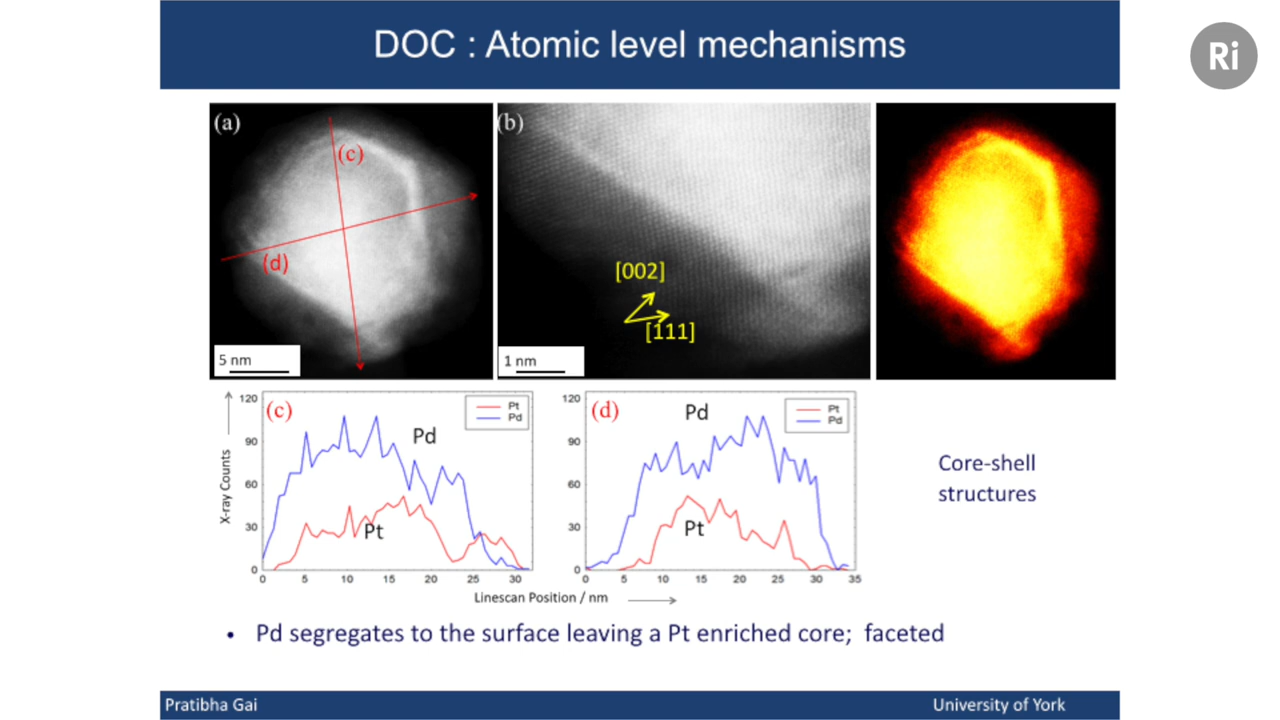 DOC : Atomic level mechanisms
Ri
(a)
(c)
(d)
5 nm
(b)
[002]
[111]
1 nm
(c)
Pt
Pd
Pd
Pt
120
90
60
30
0
0 5 10 15 20 25 30
X-ray Counts
(d)
Pd
Pt
Pd
Pt
120
90
60
30
0
0 5 10 15 20 25 30 35
Linescan Position / nm
Core-shell
structures
• Pd segregates to the surface leaving a Pt enriched core; faceted
Pratibha Gai
University of York